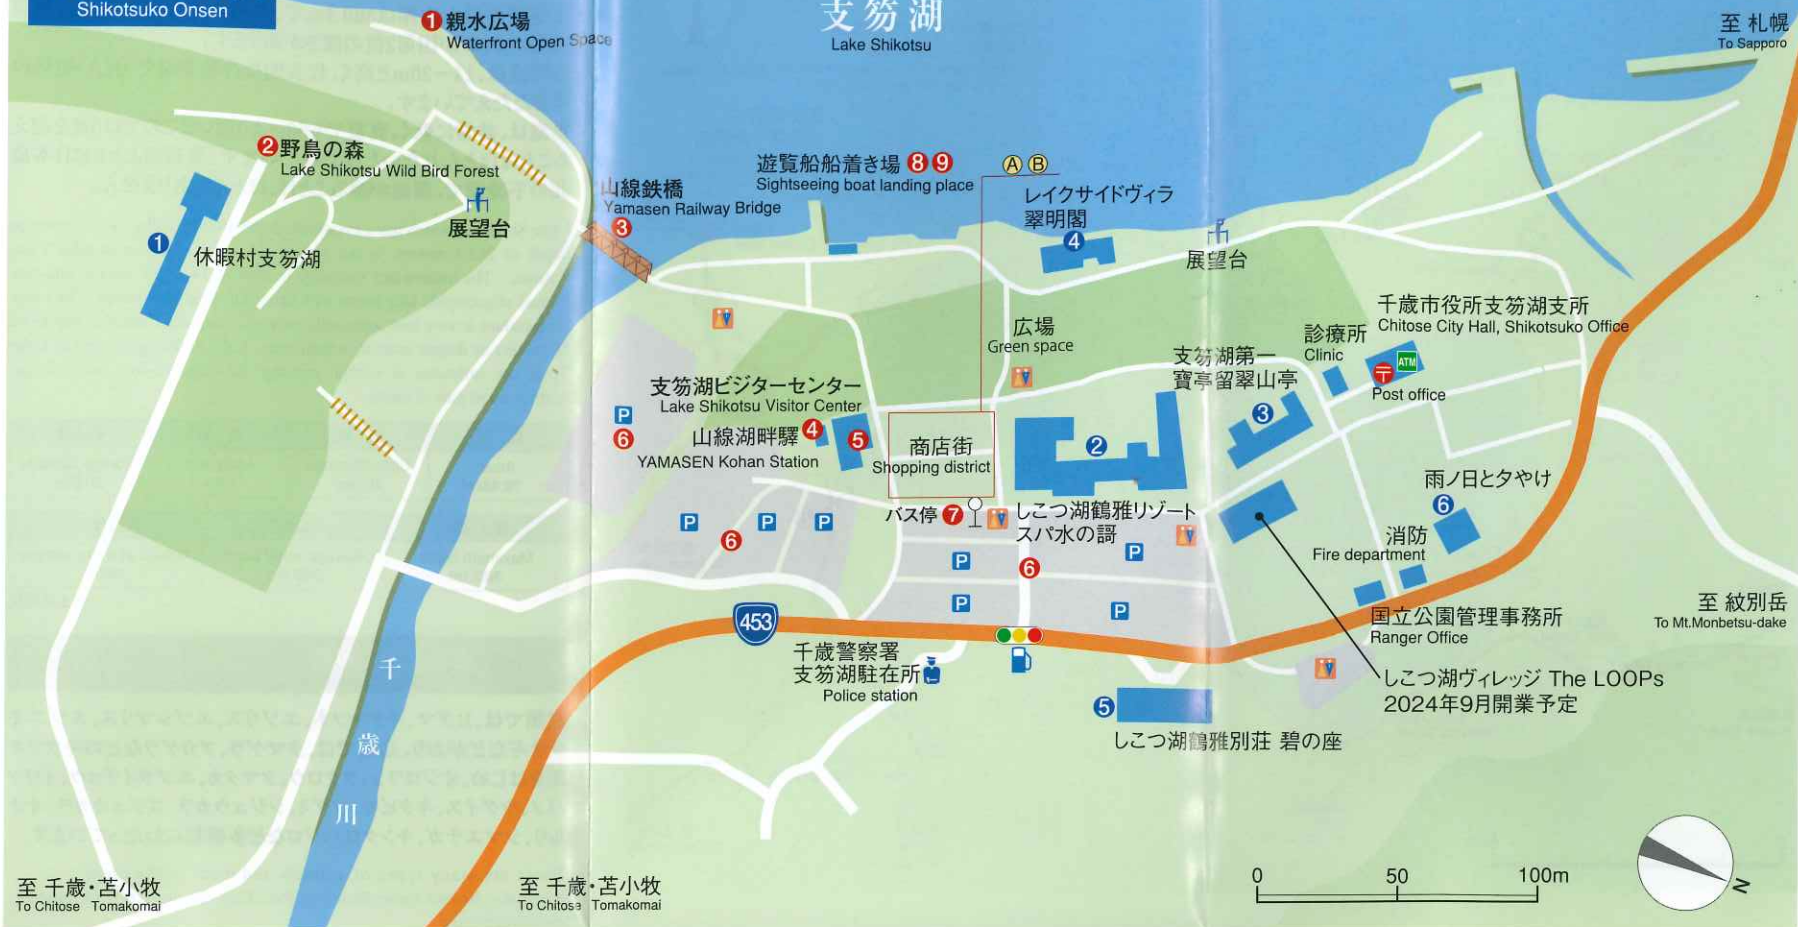 Shikotsuko Onsen
❶親水広場
Waterfront Open Space
支笏湖
Lake Shikotsu
至 札幌
To Sapporo
❷野鳥の森
Lake Shikotsu Wild Bird Forest
展望台
❶
休暇村支笏湖
山線鉄橋
Yamasen Railway Bridge
❸
遊覧船船着き場 ❽❾
Sightseeing boat landing place
Ⓐ Ⓑ
レイクサイドヴィラ
翠明閣
❹
展望台
広場
Green space
千歳市役所支笏湖支所
Chitose City Hall, Shikotsuko Office
ATM
〒
Post office
診療所
Clinic
支笏湖第一
寶亭留翠山亭
❸
支笏湖ビジターセンター
Lake Shikotsu Visitor Center
山線湖畔驛 ❹
❺
YAMASEN Kohan Station
P
❻
商店街
Shopping district
❷
バス停 ❼
しこつ湖鶴雅リゾート
スパ水の謌
雨ノ日と夕やけ
❻
消防
Fire department
P P P
❻
P
P
❻
P
P
453
国立公園管理事務所
Ranger Office
至 紋別岳
To Mt.Monbetsu-dake
千歳警察署
支笏湖駐在所
Police station
しこつ湖ヴィレッジ The LOOPs
2024年9月開業予定
❺
しこつ湖鶴雅別荘 碧の座
千歳川
至 千歳・苫小牧
To Chitose Tomakomai
至 千歳・苫小牧
To Chitose Tomakomai
0 50 100m
N